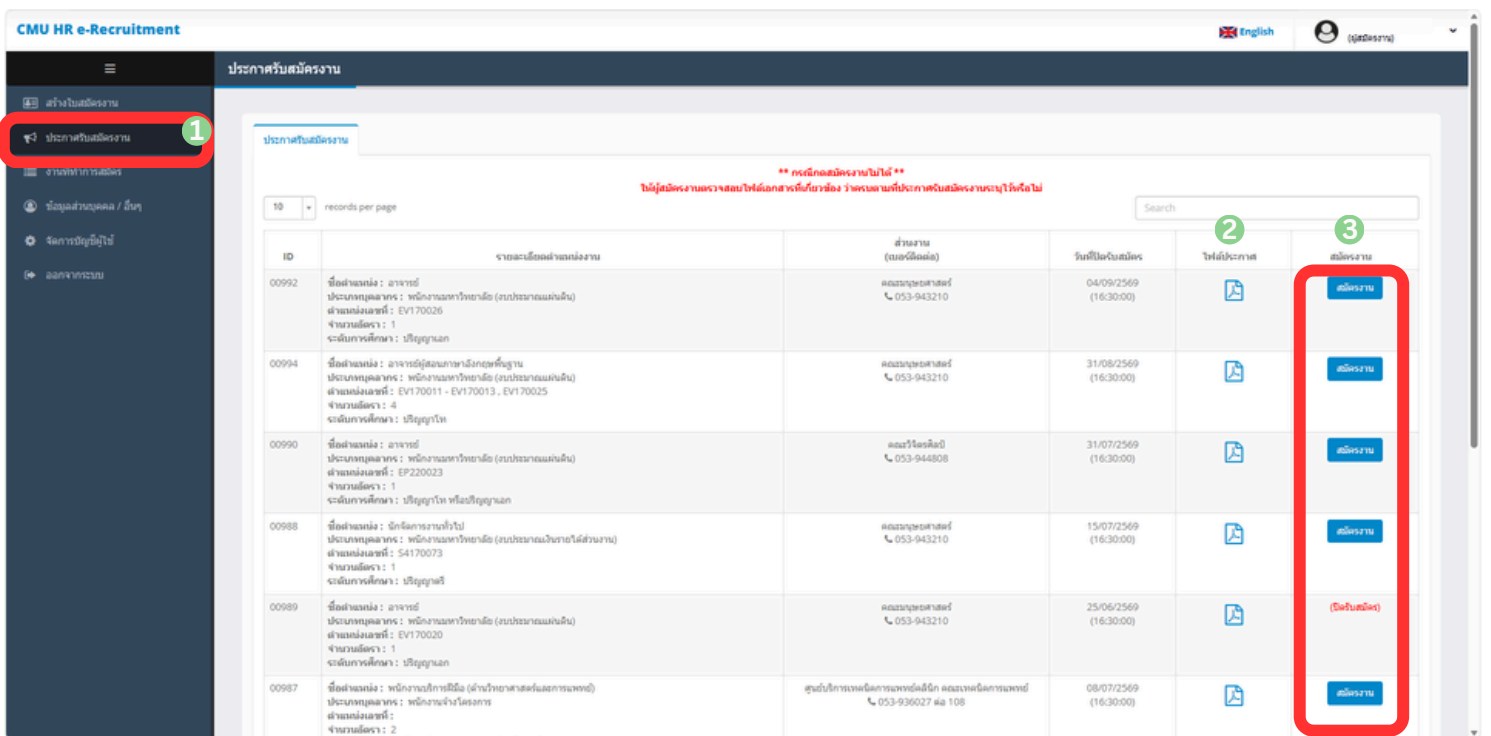 CMU HR e-Recruitment
English
(ผู้สมัครงาน)
ประกาศรับสมัครงาน
สร้างใบสมัครงาน
ประกาศรับสมัครงาน
1
งานที่ทำการสมัคร
ข้อมูลส่วนบุคคล / อื่นๆ
จัดการบัญชีผู้ใช้
ออกจากระบบ
ประกาศรับสมัครงาน
** กรณีกดสมัครงานไม่ได้ **
ให้ผู้สมัครงานตรวจสอบไฟล์เอกสารที่เกี่ยวข้อง ว่าครบตามที่ประกาศรับสมัครงานระบุไว้หรือไม่
10 records per page
Search
2
3
ID
รายละเอียดตำแหน่งงาน
ส่วนงาน
(เบอร์ติดต่อ)
วันที่ปิดรับสมัคร
ไฟล์ประกาศ
สมัครงาน
00992
ชื่อตำแหน่ง : อาจารย์
ประเภทบุคลากร : พนักงานมหาวิทยาลัย (งบประมาณแผ่นดิน)
ตำแหน่งเลขที่ : EV170026
จำนวนอัตรา : 1
ระดับการศึกษา : ปริญญาเอก
คณะมนุษยศาสตร์
053-943210
04/09/2569
(16:30:00)
สมัครงาน
00994
ชื่อตำแหน่ง : อาจารย์ผู้สอนภาษาอังกฤษพื้นฐาน
ประเภทบุคลากร : พนักงานมหาวิทยาลัย (งบประมาณแผ่นดิน)
ตำแหน่งเลขที่ : EV170011 - EV170013 , EV170025
จำนวนอัตรา : 4
ระดับการศึกษา : ปริญญาโท
คณะมนุษยศาสตร์
053-943210
31/08/2569
(16:30:00)
สมัครงาน
00990
ชื่อตำแหน่ง : อาจารย์
ประเภทบุคลากร : พนักงานมหาวิทยาลัย (งบประมาณแผ่นดิน)
ตำแหน่งเลขที่ : EP220023
จำนวนอัตรา : 1
ระดับการศึกษา : ปริญญาโท หรือปริญญาเอก
คณะวิจิตรศิลป์
053-944808
31/07/2569
(16:30:00)
สมัครงาน
00988
ชื่อตำแหน่ง : นักจัดการงานทั่วไป
ประเภทบุคลากร : พนักงานมหาวิทยาลัย (งบประมาณเงินรายได้ส่วนงาน)
ตำแหน่งเลขที่ : S4170073
จำนวนอัตรา : 1
ระดับการศึกษา : ปริญญาตรี
คณะมนุษยศาสตร์
053-943210
15/07/2569
(16:30:00)
สมัครงาน
00989
ชื่อตำแหน่ง : อาจารย์
ประเภทบุคลากร : พนักงานมหาวิทยาลัย (งบประมาณแผ่นดิน)
ตำแหน่งเลขที่ : EV170020
จำนวนอัตรา : 1
ระดับการศึกษา : ปริญญาเอก
คณะมนุษยศาสตร์
053-943210
25/06/2569
(16:30:00)
(ปิดรับสมัคร)
00987
ชื่อตำแหน่ง : พนักงานบริการฝีมือ (ด้านวิทยาศาสตร์และการแพทย์)
ประเภทบุคลากร : พนักงานจ้างโครงการ
ตำแหน่งเลขที่ :
จำนวนอัตรา : 2
ศูนย์บริการเทคนิคการแพทย์คลินิก คณะเทคนิคการแพทย์
053-936027 ต่อ 108
08/07/2569
(16:30:00)
สมัครงาน